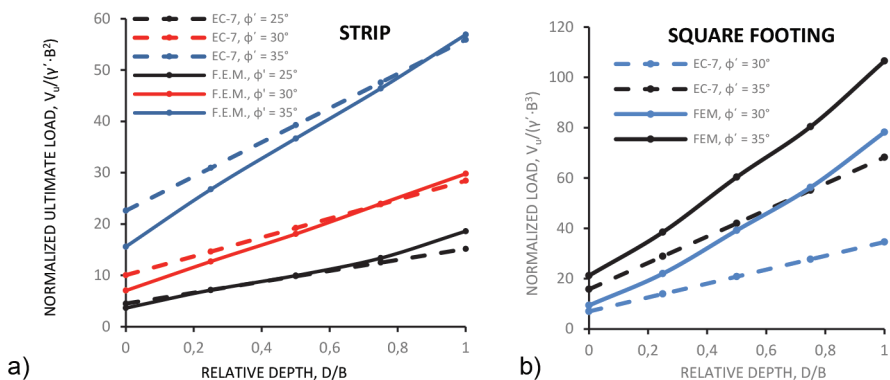 STRIP
EC-7, ϕ´ = 25°
EC-7, ϕ´ = 30°
EC-7, ϕ´ = 35°
F.E.M., ϕ' = 25°
F.E.M., ϕ' = 30°
F.E.M., ϕ' = 35°
NORMALIZED ULTIMATE LOAD, Vᵤ/(γ´·B²)
60
50
40
30
20
10
0
0 0,2 0,4 0,6 0,8 1
RELATIVE DEPTH, D/B
a)
SQUARE FOOTING
EC-7, ϕ´ = 30°
EC-7, ϕ´ = 35°
FEM, ϕ´ = 30°
FEM, ϕ´ = 35°
NORMALIZED LOAD, Vᵤ/(γ´·B³)
120
100
80
60
40
20
0
0 0,2 0,4 0,6 0,8 1
RELATIVE DEPTH, D/B
b)